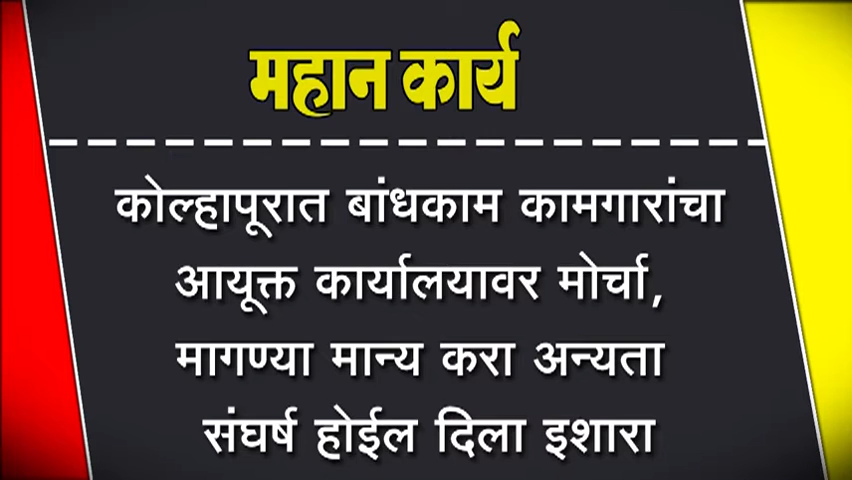 महान कार्य
कोल्हापूरात बांधकाम कामगारांचा
आयूक्त कार्यालयावर मोर्चा,
मागण्या मान्य करा अन्यता
संघर्ष होईल दिला इशारा